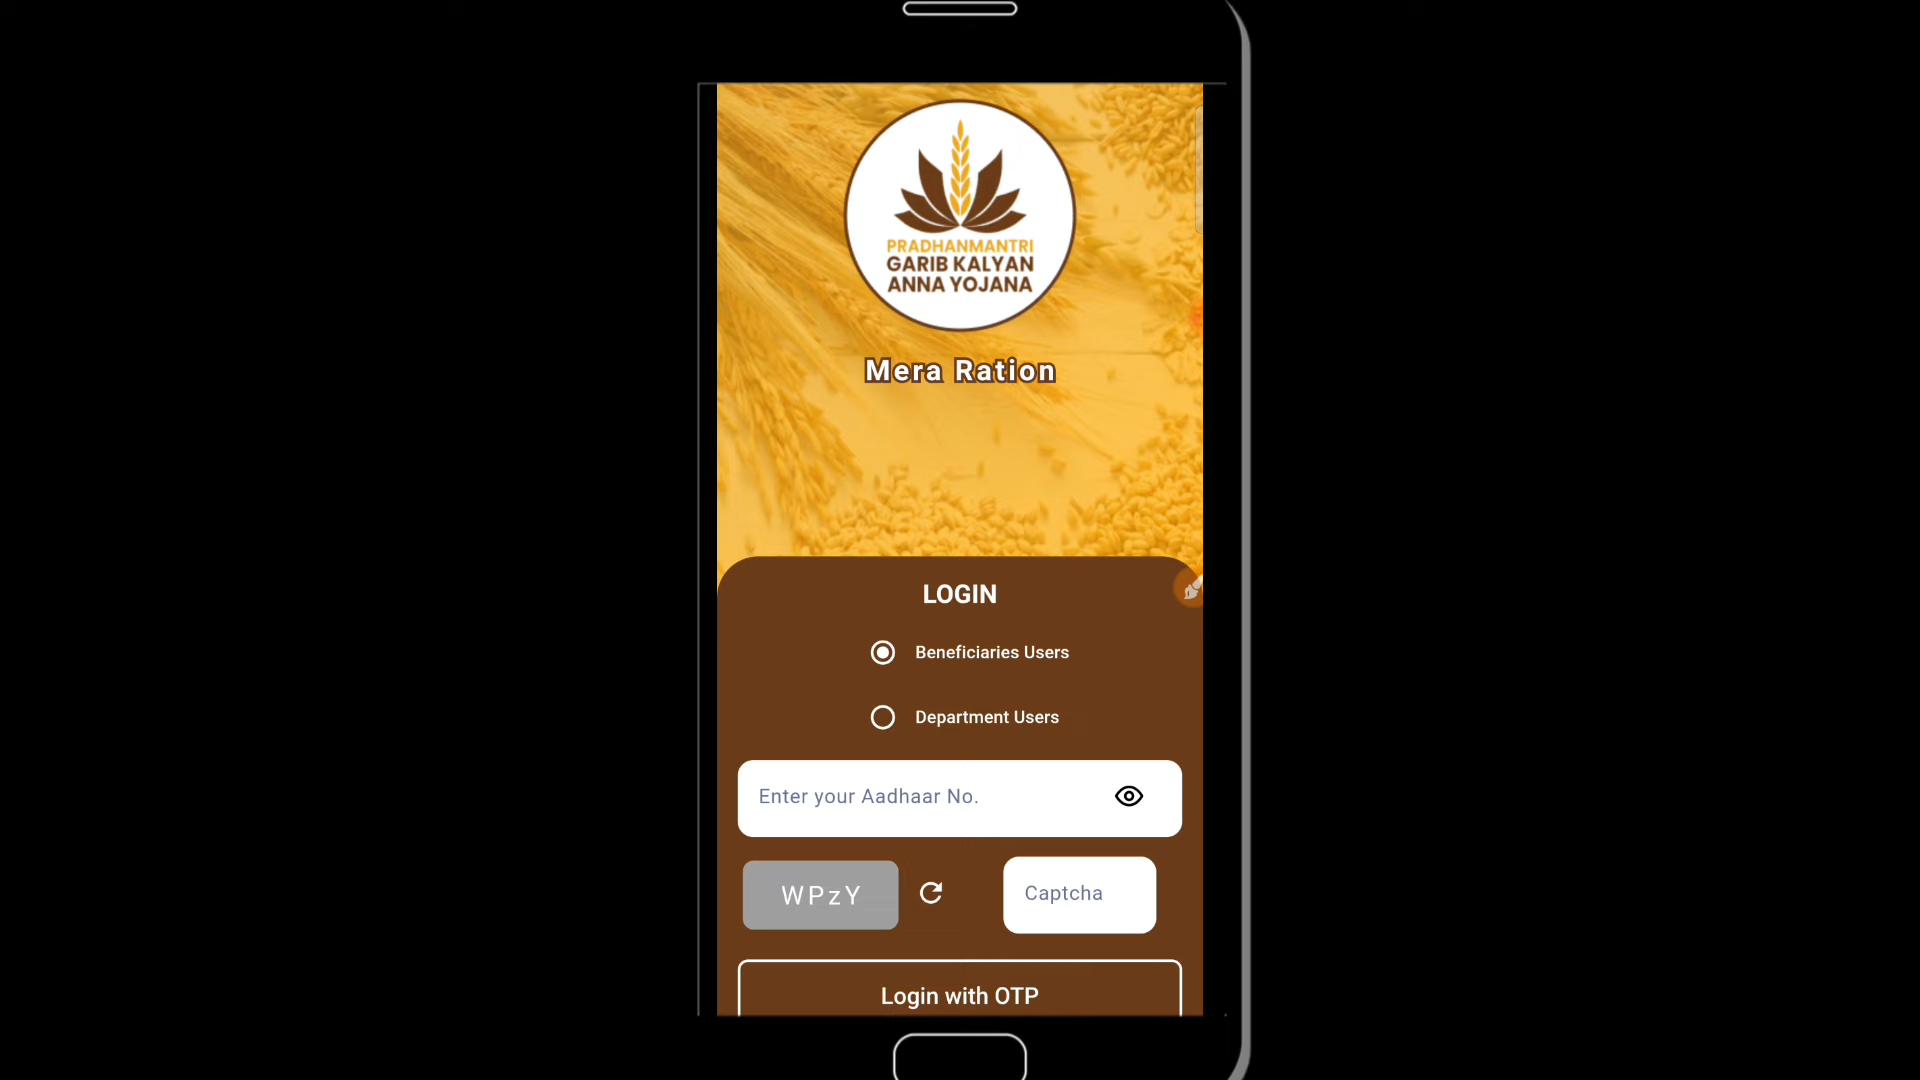 PRADHANMANTRI
GARIB KALYAN
ANNA YOJANA
Mera Ration
LOGIN
Beneficiaries Users
Department Users
Enter your Aadhaar No.
WPzY
Captcha
Login with OTP